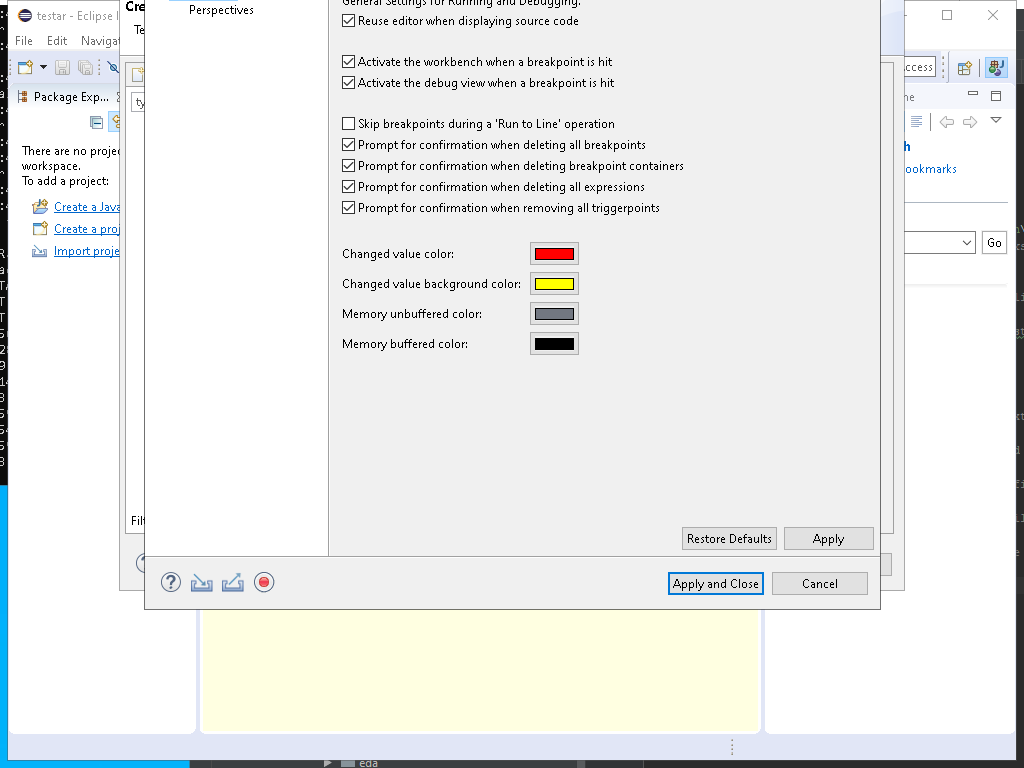 testar - Eclipse I
File Edit Naviga
Package Exp...
There are no proje
workspace.
To add a project:
Create a Java
Create a proj
Import proje
Cre
Te
ty
Filt
Perspectives
General Settings for Running and Debugging.
Reuse editor when displaying source code
Activate the workbench when a breakpoint is hit
Activate the debug view when a breakpoint is hit
Skip breakpoints during a 'Run to Line' operation
Prompt for confirmation when deleting all breakpoints
Prompt for confirmation when deleting breakpoint containers
Prompt for confirmation when deleting all expressions
Prompt for confirmation when removing all triggerpoints
Changed value color:
Changed value background color:
Memory unbuffered color:
Memory buffered color:
Restore Defaults Apply
Apply and Close Cancel
ccess
ne
h
ookmarks
Go
eda